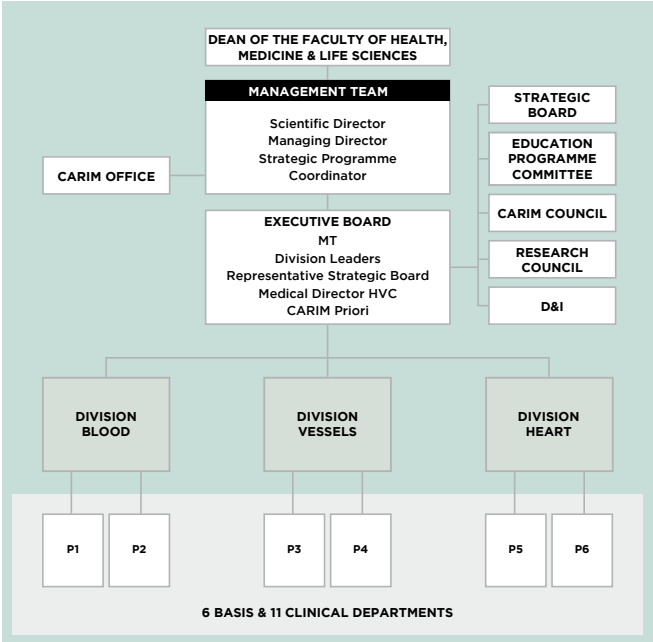 DEAN OF THE FACULTY OF HEALTH,
MEDICINE & LIFE SCIENCES
MANAGEMENT TEAM
Scientific Director
Managing Director
Strategic Programme
Coordinator
CARIM OFFICE
STRATEGIC
BOARD
EDUCATION
PROGRAMME
COMMITTEE
CARIM COUNCIL
RESEARCH
COUNCIL
D&I
EXECUTIVE BOARD
MT
Division Leaders
Representative Strategic Board
Medical Director HVC
CARIM Priori
DIVISION
BLOOD
DIVISION
VESSELS
DIVISION
HEART
P1
P2
P3
P4
P5
P6
6 BASIS & 11 CLINICAL DEPARTMENTS